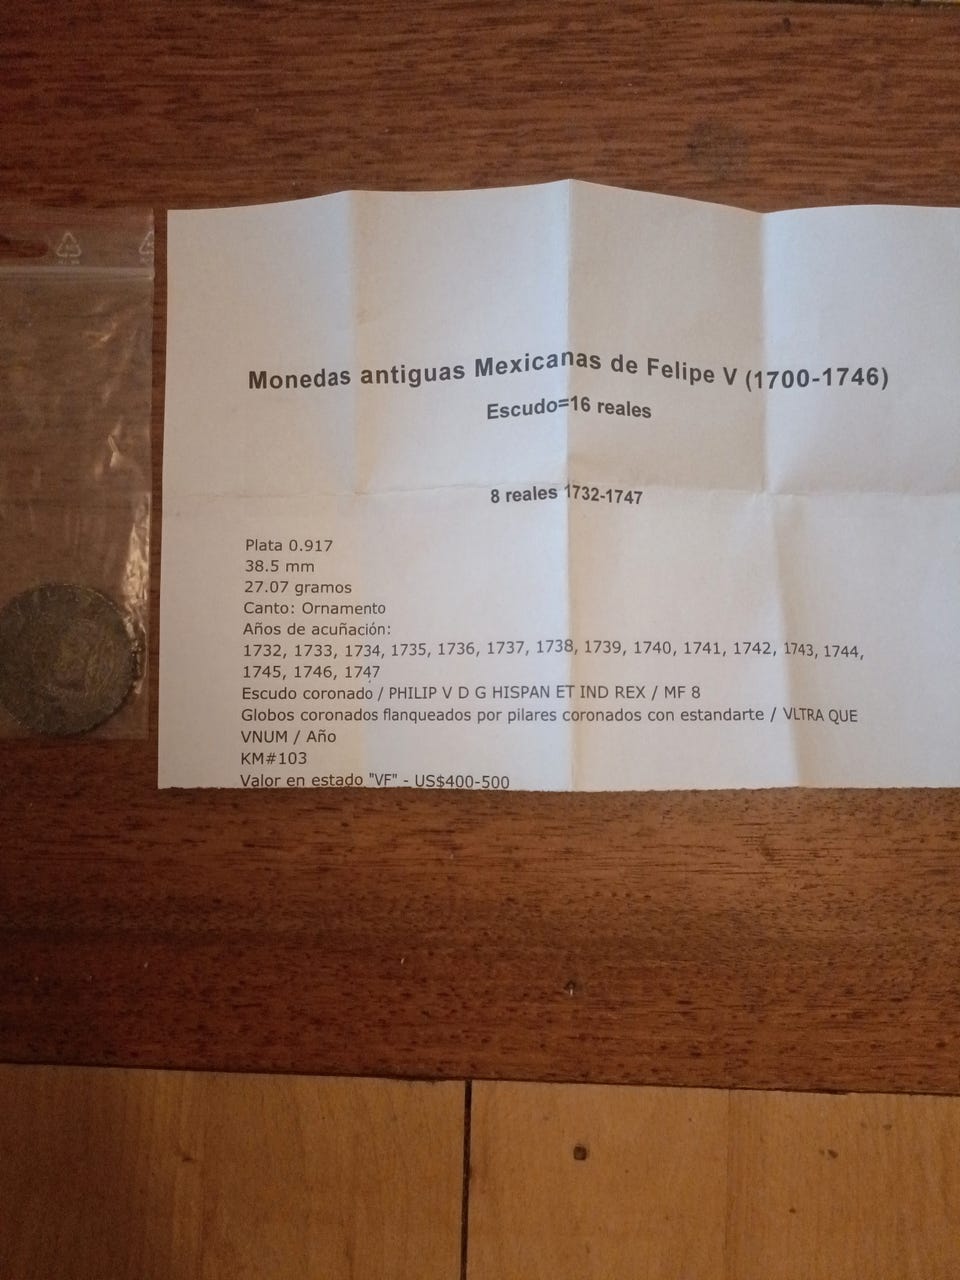 Monedas antiguas Mexicanas de Felipe V (1700-1746)
Escudo=16 reales
8 reales 1732-1747
Plata 0.917
38.5 mm
27.07 gramos
Canto: Ornamento
Años de acuñación:
1732, 1733, 1734, 1735, 1736, 1737, 1738, 1739, 1740, 1741, 1742, 1743, 1744,
1745, 1746, 1747
Escudo coronado / PHILIP V D G HISPAN ET IND REX / MF 8
Globos coronados flanqueados por pilares coronados con estandarte / VLTRA QUE
VNUM / Año
KM#103
Valor en estado "VF" - US$400-500